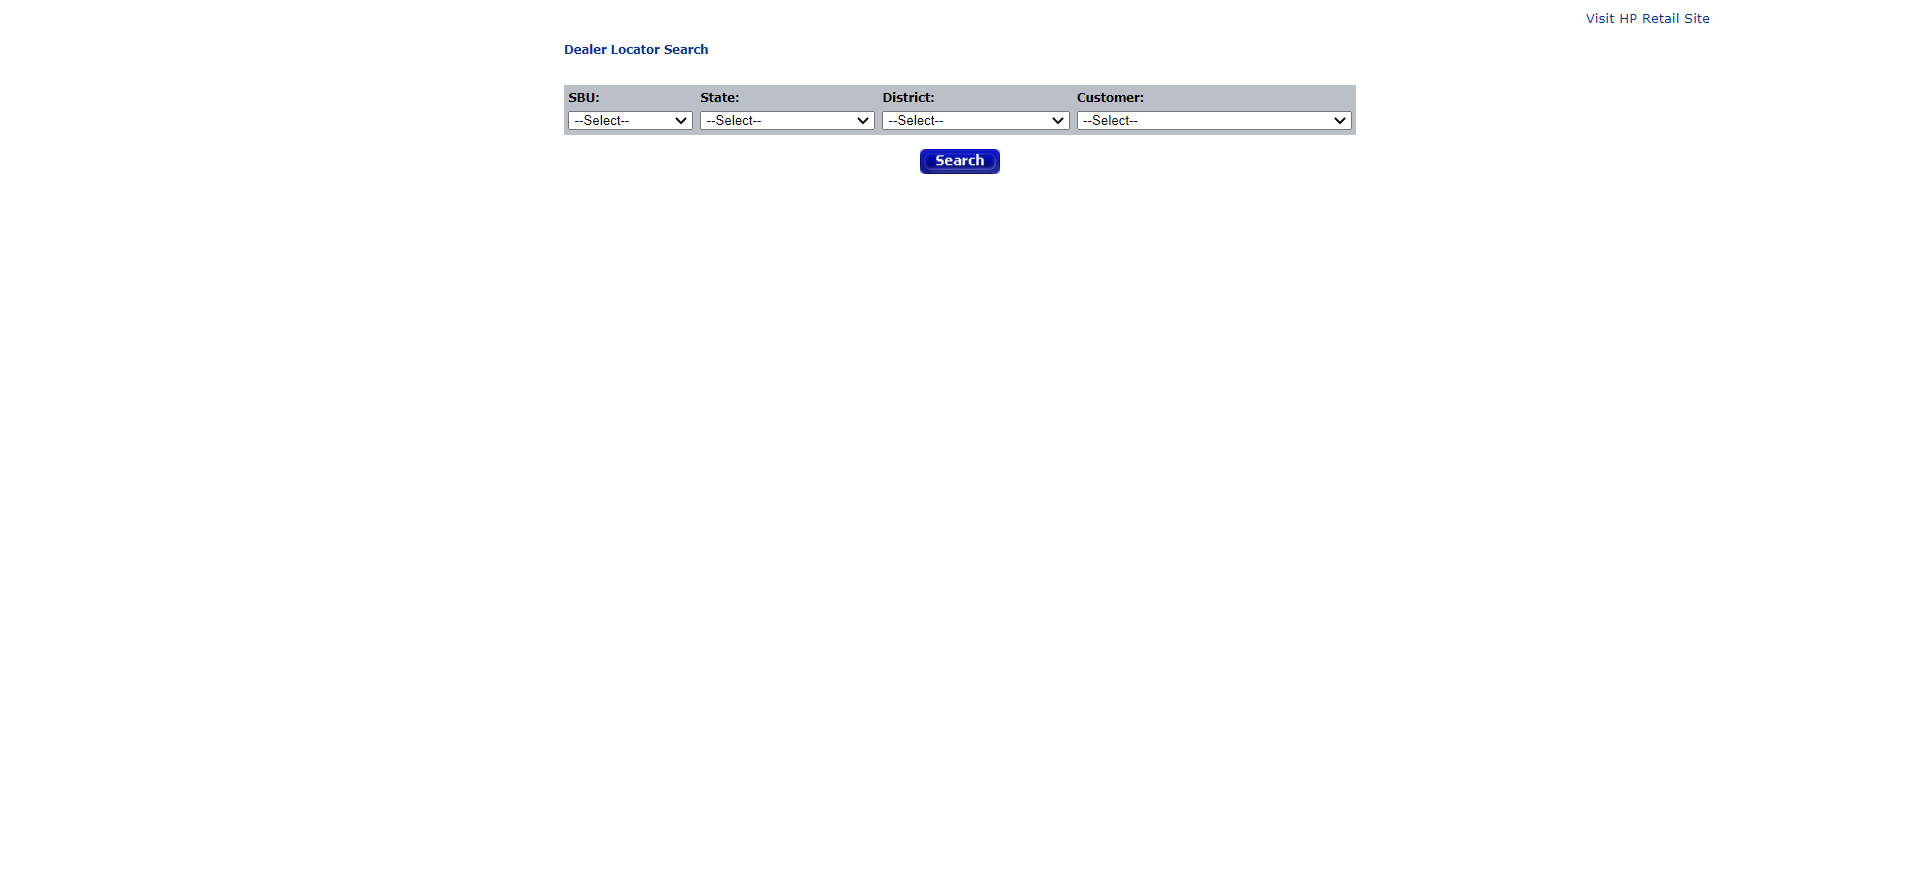 Visit HP Retail Site
Dealer Locator Search
SBU: State: District: Customer:
--Select-- --Select-- --Select-- --Select--
Search